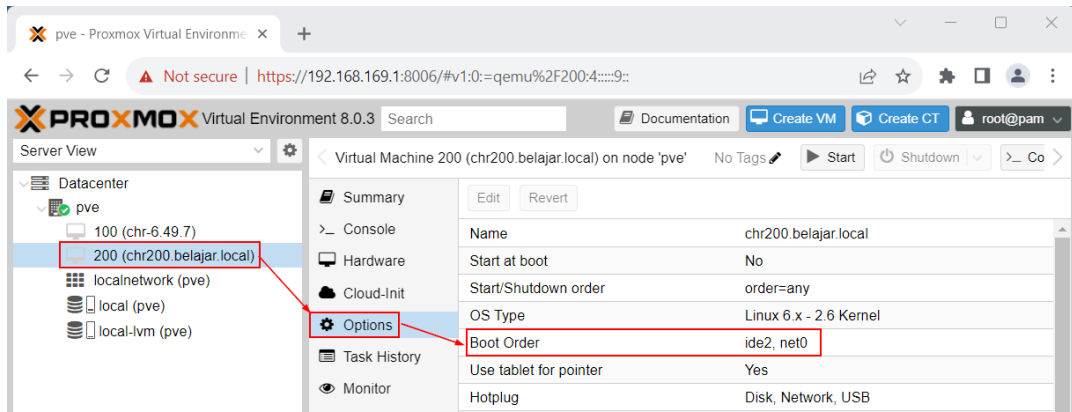 pve - Proxmox Virtual Environme
Not secure | https://192.168.169.1:8006/#v1:0:=qemu%2F200:4:::::9::
PROXMOX Virtual Environment 8.0.3 Search Documentation Create VM Create CT root@pam
Server View
Virtual Machine 200 (chr200.belajar.local) on node 'pve' No Tags Start Shutdown >_ Co
Datacenter
pve
100 (chr-6.49.7)
200 (chr200.belajar.local)
localnetwork (pve)
local (pve)
local-lvm (pve)
Summary
>_ Console
Hardware
Cloud-Init
Options
Task History
Monitor
Edit Revert
Name chr200.belajar.local
Start at boot No
Start/Shutdown order order=any
OS Type Linux 6.x - 2.6 Kernel
Boot Order ide2, net0
Use tablet for pointer Yes
Hotplug Disk, Network, USB